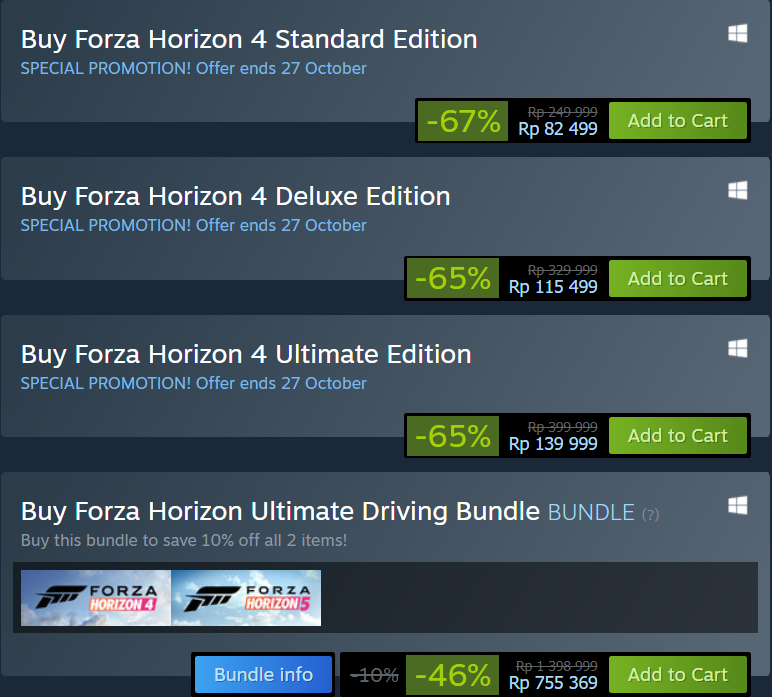 Buy Forza Horizon 4 Standard Edition
SPECIAL PROMOTION! Offer ends 27 October
-67%
Rp 249 999
Rp 82 499
Add to Cart
Buy Forza Horizon 4 Deluxe Edition
SPECIAL PROMOTION! Offer ends 27 October
-65%
Rp 329 999
Rp 115 499
Add to Cart
Buy Forza Horizon 4 Ultimate Edition
SPECIAL PROMOTION! Offer ends 27 October
-65%
Rp 399 999
Rp 139 999
Add to Cart
Buy Forza Horizon Ultimate Driving Bundle BUNDLE (?)
Buy this bundle to save 10% off all 2 items!
FORZA
HORIZON 4
FORZA
HORIZON 5
Bundle info
-10%
-46%
Rp 1 398 999
Rp 755 369
Add to Cart